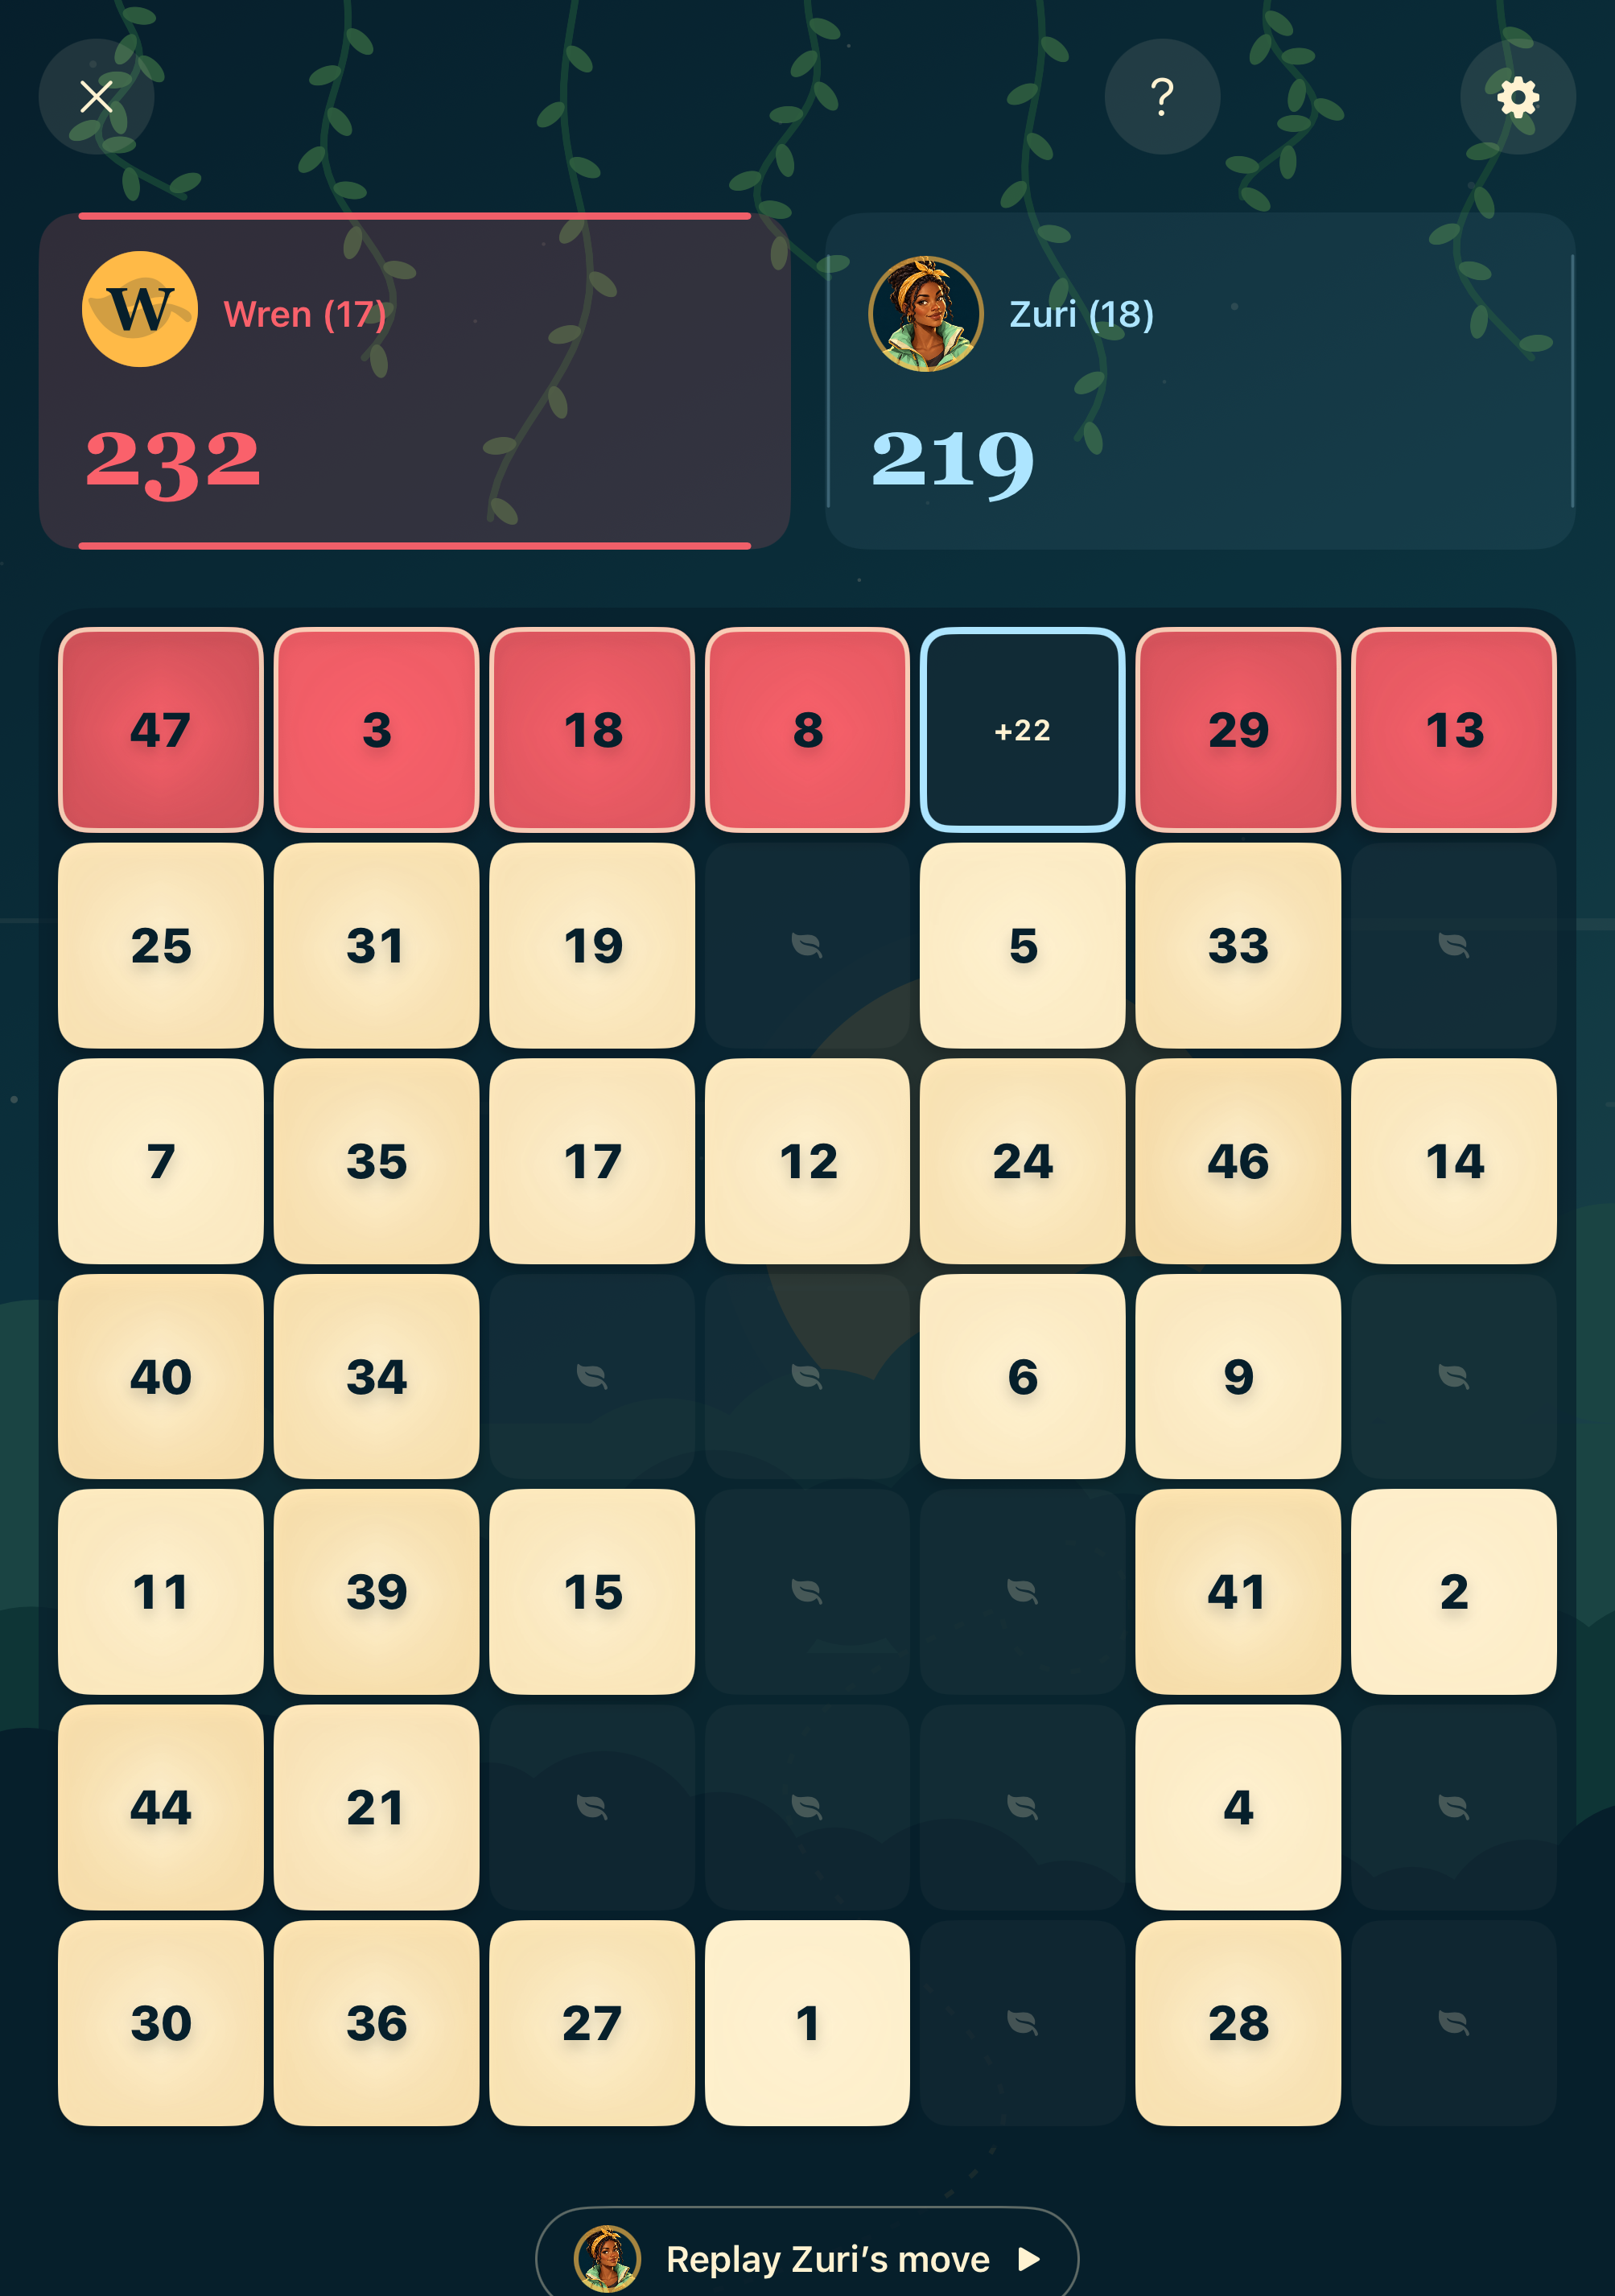 ?
W Wren (17) Zuri (18)
232 219
47 3 18 8 +22 29 13
25 31 19 5 33
7 35 17 12 24 46 14
40 34 6 9
11 39 15 41 2
44 21 4
30 36 27 1 28
Replay Zuri’s move